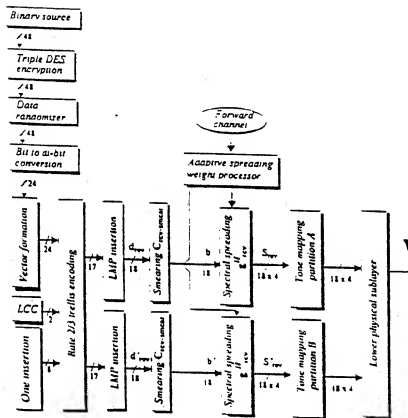 Binary source
48
Triple DES
encryption
48
Data
randomizer
48
Bit to di-bit
conversion
24
Forward
channel
Adaptive spreading
weight processor
Vector formation
24
LCC
2
One insertion
Rate 2/3 trellis encoding
17
LMP insertion
18
Smearing C
b
18
Spectral spreading
18 x 4
Tone mapping
partition A
18 x 4
17
LMP insertion
18
Smearing C
b'
18
Spectral spreading
18 x 4
Tone mapping
partition B
18 x 4
Lower physical sublayer